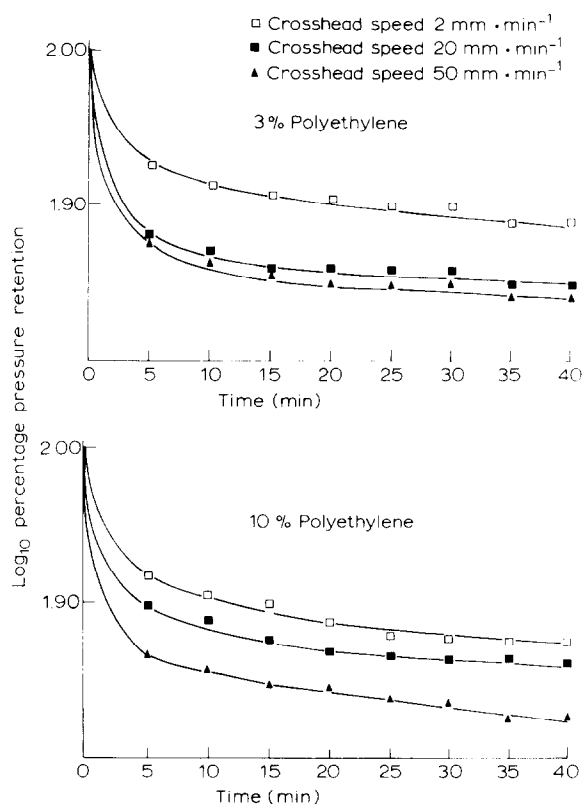 □ Crosshead speed 2 mm · min⁻¹
■ Crosshead speed 20 mm · min⁻¹
▲ Crosshead speed 50 mm · min⁻¹
3% Polyethylene
2.00
1.90
0 5 10 15 20 25 30 35 40
Time (min)
Log₁₀ percentage pressure retention
10% Polyethylene
2.00
1.90
0 5 10 15 20 25 30 35 40
Time (min)